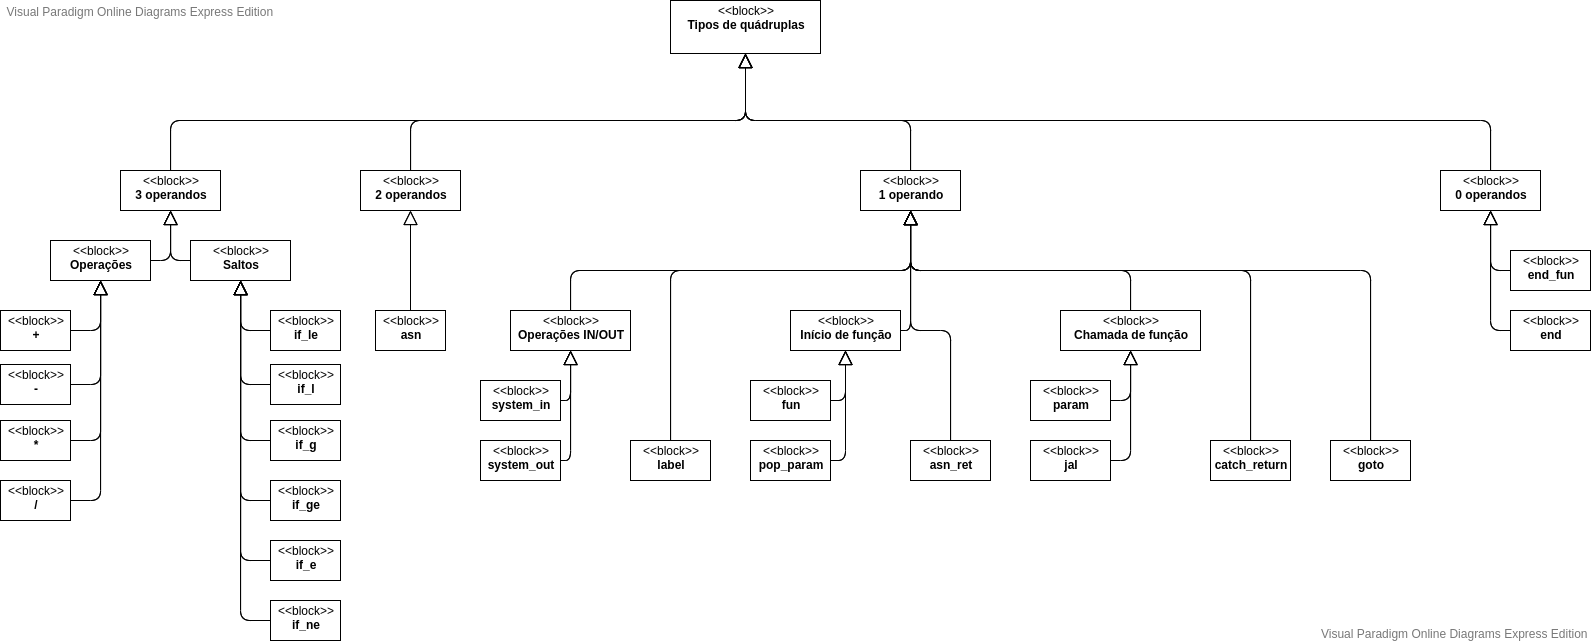 Visual Paradigm Online Diagrams Express Edition
<<block>>
Tipos de quádruplas
<<block>>
3 operandos
<<block>>
2 operandos
<<block>>
1 operando
<<block>>
0 operandos
<<block>>
Operações
<<block>>
Saltos
<<block>>
+
<<block>>
-
<<block>>
*
<<block>>
/
<<block>>
if_le
<<block>>
if_l
<<block>>
if_g
<<block>>
if_ge
<<block>>
if_e
<<block>>
if_ne
<<block>>
asn
<<block>>
Operações IN/OUT
<<block>>
system_in
<<block>>
system_out
<<block>>
label
<<block>>
Início de função
<<block>>
fun
<<block>>
pop_param
<<block>>
asn_ret
<<block>>
Chamada de função
<<block>>
param
<<block>>
jal
<<block>>
catch_return
<<block>>
goto
<<block>>
end_fun
<<block>>
end
Visual Paradigm Online Diagrams Express Edition